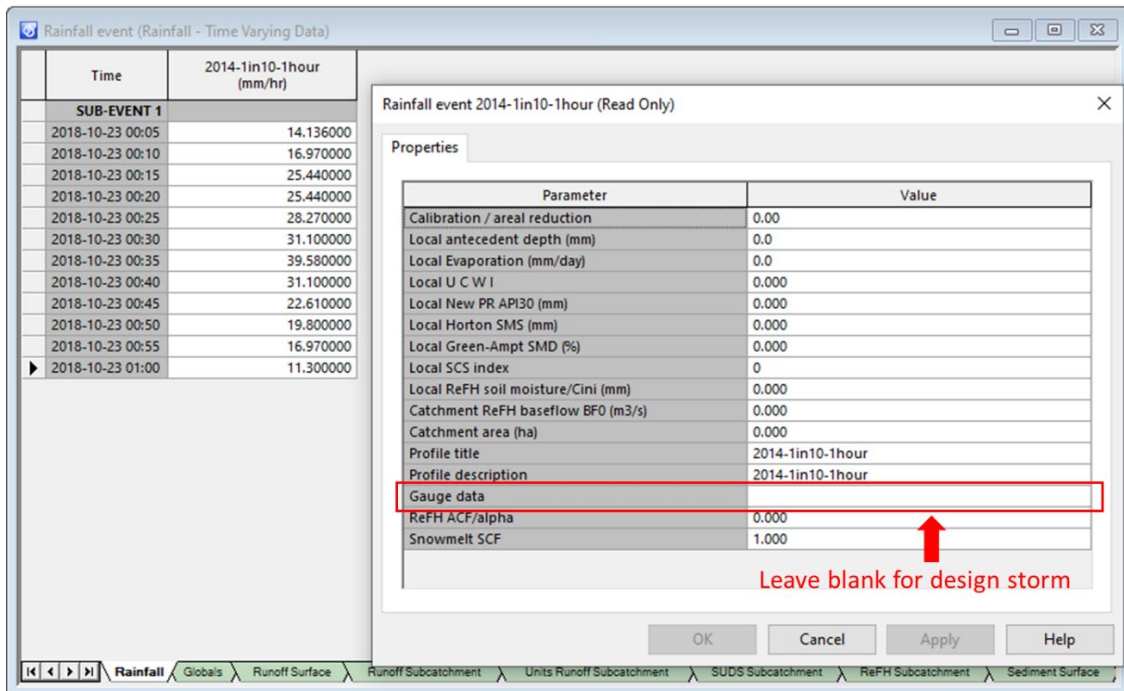 Rainfall event (Rainfall - Time Varying Data)
Time 2014-1in10-1hour
(mm/hr)
SUB-EVENT 1
2018-10-23 00:05 14.136000
2018-10-23 00:10 16.970000
2018-10-23 00:15 25.440000
2018-10-23 00:20 25.440000
2018-10-23 00:25 28.270000
2018-10-23 00:30 31.100000
2018-10-23 00:35 39.580000
2018-10-23 00:40 31.100000
2018-10-23 00:45 22.610000
2018-10-23 00:50 19.800000
2018-10-23 00:55 16.970000
2018-10-23 01:00 11.300000
Rainfall event 2014-1in10-1hour (Read Only)
Properties
Parameter Value
Calibration / areal reduction 0.00
Local antecedent depth (mm) 0.0
Local Evaporation (mm/day) 0.0
Local U C W I 0.000
Local New PR API30 (mm) 0.000
Local Horton SMS (mm) 0.000
Local Green-Ampt SMD (%) 0.000
Local SCS index 0
Local ReFH soil moisture/Cini (mm) 0.000
Catchment ReFH baseflow BF0 (m3/s) 0.000
Catchment area (ha) 0.000
Profile title 2014-1in10-1hour
Profile description 2014-1in10-1hour
Gauge data
ReFH ACF/alpha 0.000
Snowmelt SCF 1.000
Leave blank for design storm
OK Cancel Apply Help
Rainfall Globals Runoff Surface Runoff Subcatchment Units Runoff Subcatchment SUDS Subcatchment ReFH Subcatchment Sediment Surface